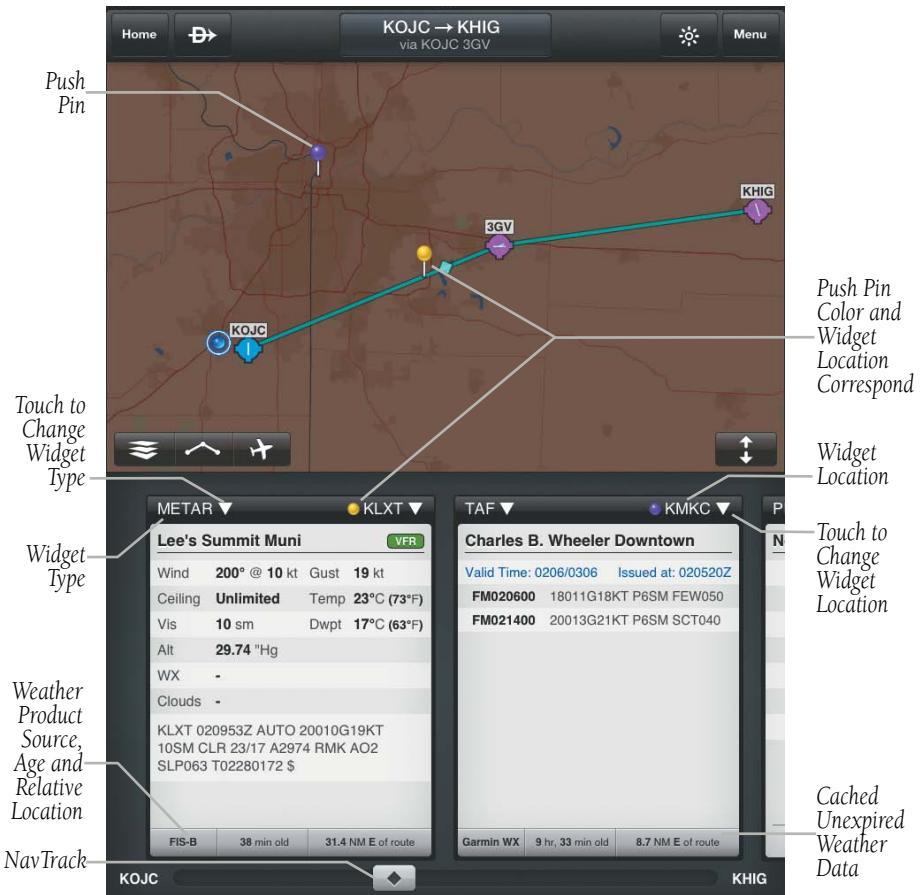 Home
KOJC → KHIG
via KOJC 3GV
Menu
Push
Pin
KHIG
3GV
KOJC
Push Pin
Color and
Widget
Location
Correspond
Touch to
Change
Widget
Type
Widget
Location
METAR ▼
KLXT ▼
TAF ▼
KMKC ▼
P
Widget
Type
Touch to
Change
Widget
Location
Lee's Summit Muni
VFR
Wind 200° @ 10 kt Gust 19 kt
Ceiling Unlimited Temp 23°C (73°F)
Vis 10 sm Dwpt 17°C (63°F)
Alt 29.74 "Hg
WX -
Clouds -
KLXT 020953Z AUTO 20010G19KT
10SM CLR 23/17 A2974 RMK AO2
SLP063 T02280172 $
FIS-B 38 min old 31.4 NM E of route
Charles B. Wheeler Downtown
Valid Time: 0206/0306 Issued at: 020520Z
FM020600 18011G18KT P6SM FEW050
FM021400 20013G21KT P6SM SCT040
Garmin WX 9 hr, 33 min old 8.7 NM E of route
N
Weather
Product
Source,
Age and
Relative
Location
Cached
Unexpired
Weather
Data
NavTrack
KOJC
KHIG